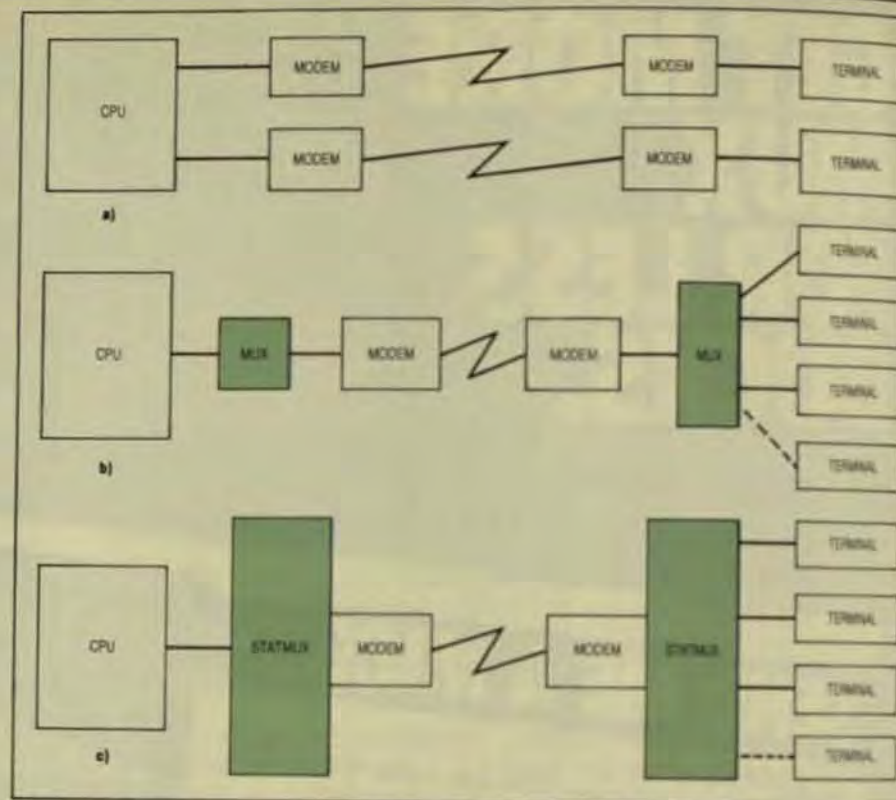 MODEM MODEM TERMINAL
CPU
MODEM MODEM TERMINAL
a)
TERMINAL
TERMINAL
CPU MUX MODEM MODEM MUX
TERMINAL
b)
TERMINAL
TERMINAL
TERMINAL
CPU STATMUX MODEM MODEM STATMUX
TERMINAL
c)
TERMINAL